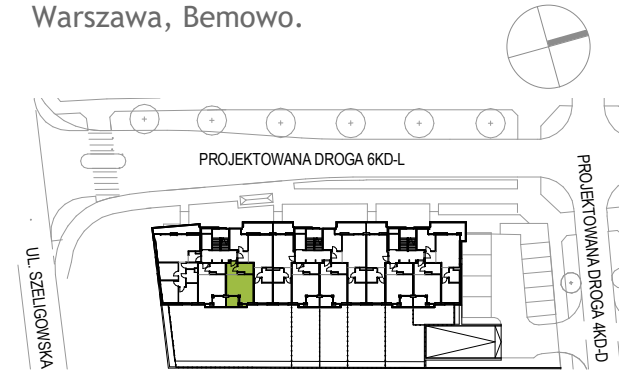 Warszawa, Bemowo.
PROJEKTOWANA DROGA 6KD-L
PROJEKTOWANA DROGA 4KD-D
UL. SZELIGOWSKA